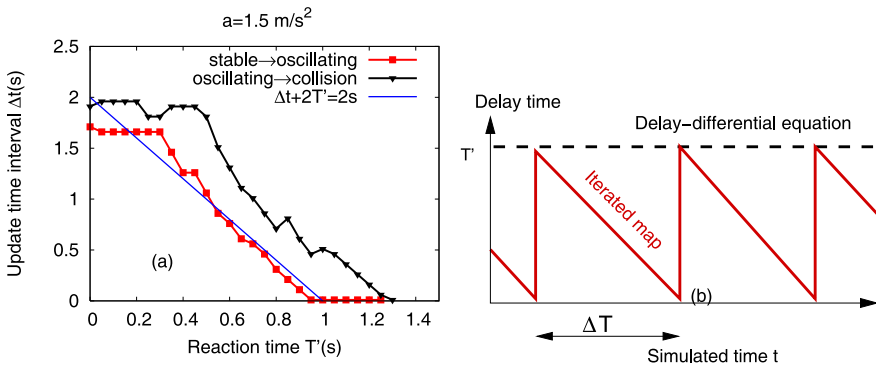 a=1.5 m/s²
Update time interval Δt(s)
2.5
2
1.5
1
0.5
0
stable→oscillating
oscillating→collision
Δt+2T'=2s
(a)
0 0.2 0.4 0.6 0.8 1 1.2 1.4
Reaction time T'(s)
Delay time
Delay−differential equation
T'
Iterated map
(b)
ΔT
Simulated time t